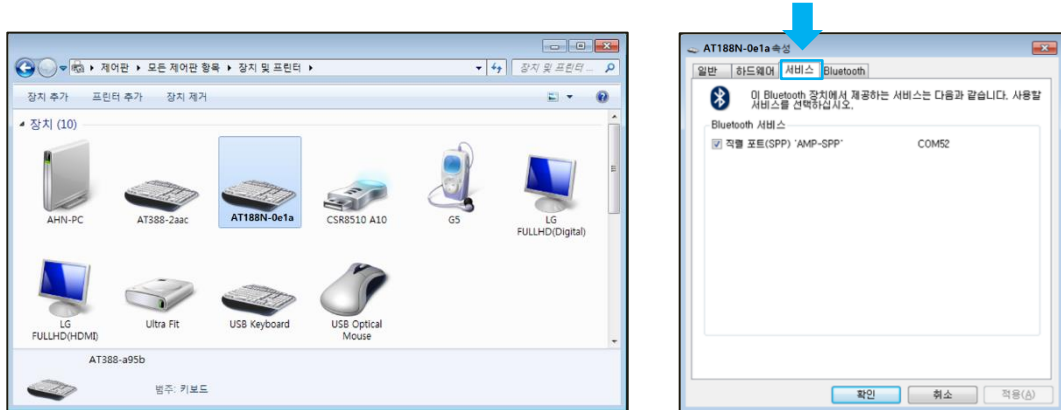 제어판 ▸ 모든 제어판 항목 ▸ 장치 및 프린터 ▸
장치 및 프린터 ...
장치 추가 프린터 추가 장치 제거
장치 (10)
AHN-PC
AT388-2aac
AT188N-0e1a
CSR8510 A10
G5
LG
FULLHD(Digital)
LG
FULLHD(HDMI)
Ultra Fit
USB Keyboard
USB Optical
Mouse
AT388-a95b
범주: 키보드
AT188N-0e1a 속성
일반 하드웨어 서비스 Bluetooth
이 Bluetooth 장치에서 제공하는 서비스는 다음과 같습니다. 사용할
서비스를 선택하십시오.
Bluetooth 서비스
직렬 포트(SPP) 'AMP-SPP' COM52
확인 취소 적용(A)